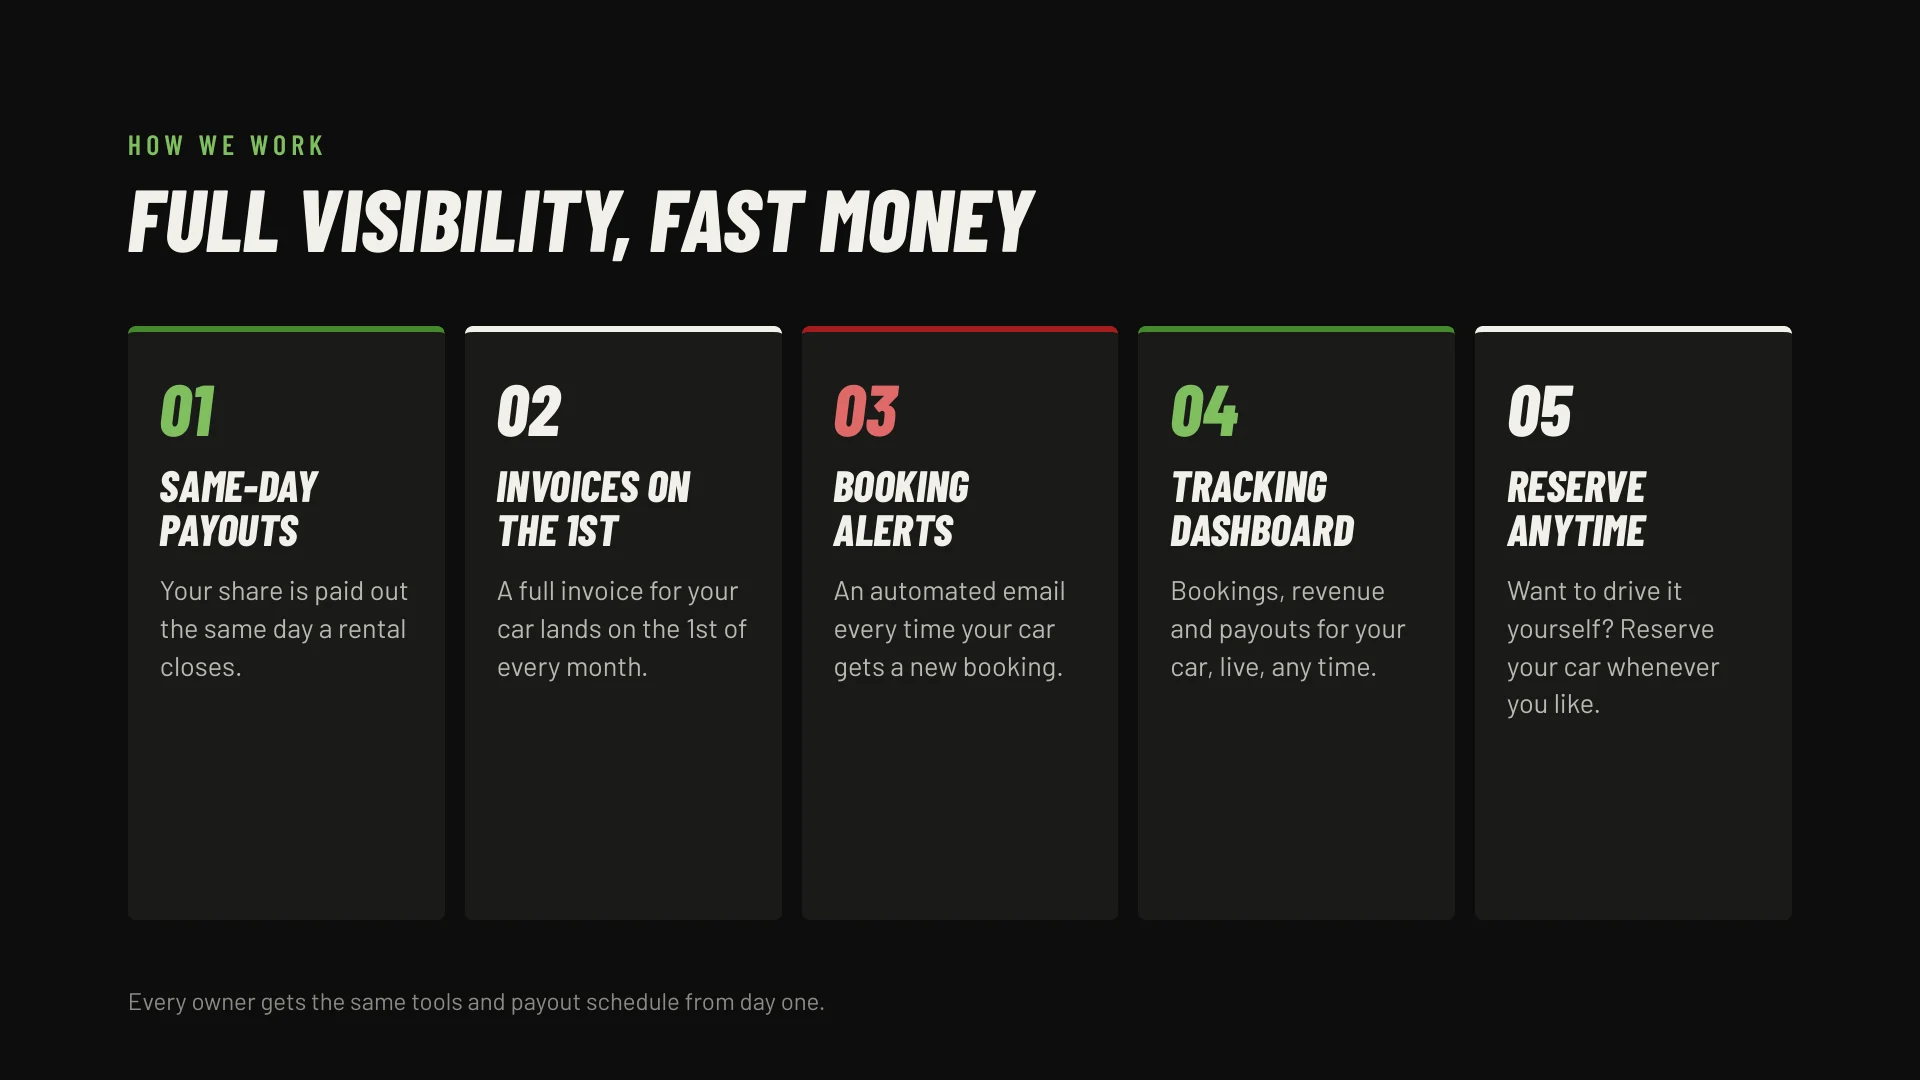 HOW WE WORK
FULL VISIBILITY, FAST MONEY
01
SAME-DAY
PAYOUTS
Your share is paid out
the same day a rental
closes.
02
INVOICES ON
THE 1ST
A full invoice for your
car lands on the 1st of
every month.
03
BOOKING
ALERTS
An automated email
every time your car
gets a new booking.
04
TRACKING
DASHBOARD
Bookings, revenue
and payouts for your
car, live, any time.
05
RESERVE
ANYTIME
Want to drive it
yourself? Reserve
your car whenever
you like.
Every owner gets the same tools and payout schedule from day one.